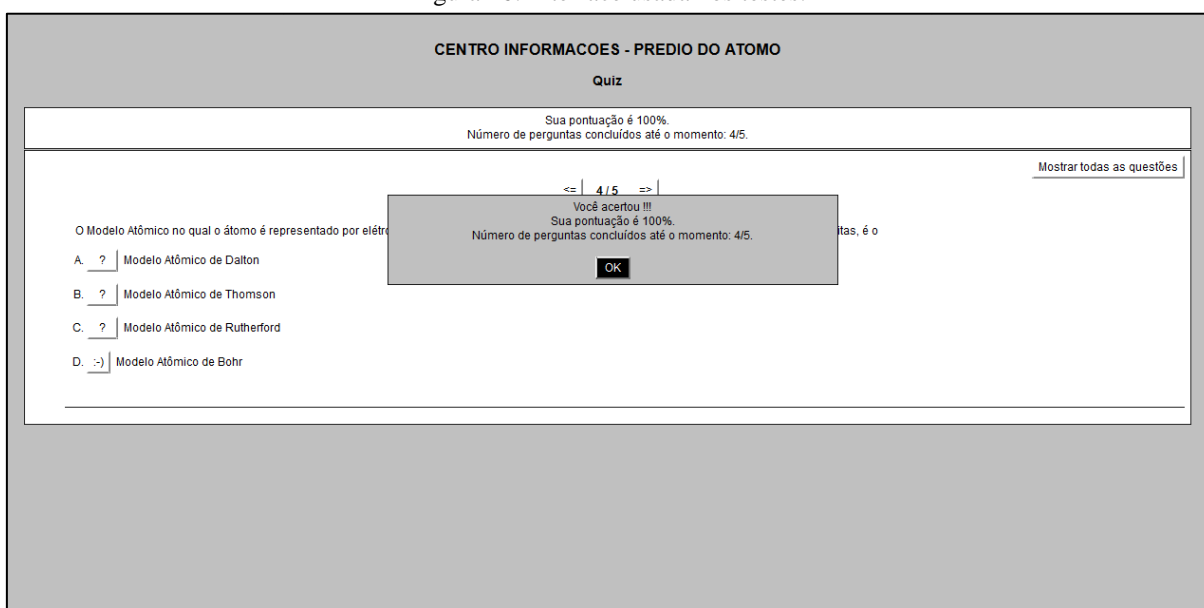 CENTRO INFORMACOES - PREDIO DO ATOMO
Quiz
Sua pontuação é 100%.
Número de perguntas concluídos até o momento: 4/5.
Mostrar todas as questões
<= 4 / 5 =>
Você acertou !!!
Sua pontuação é 100%.
Número de perguntas concluídos até o momento: 4/5.
OK
O Modelo Atômico no qual o átomo é representado por , é o
A. ? Modelo Atômico de Dalton
B. ? Modelo Atômico de Thomson
C. ? Modelo Atômico de Rutherford
D. :-) Modelo Atômico de Bohr